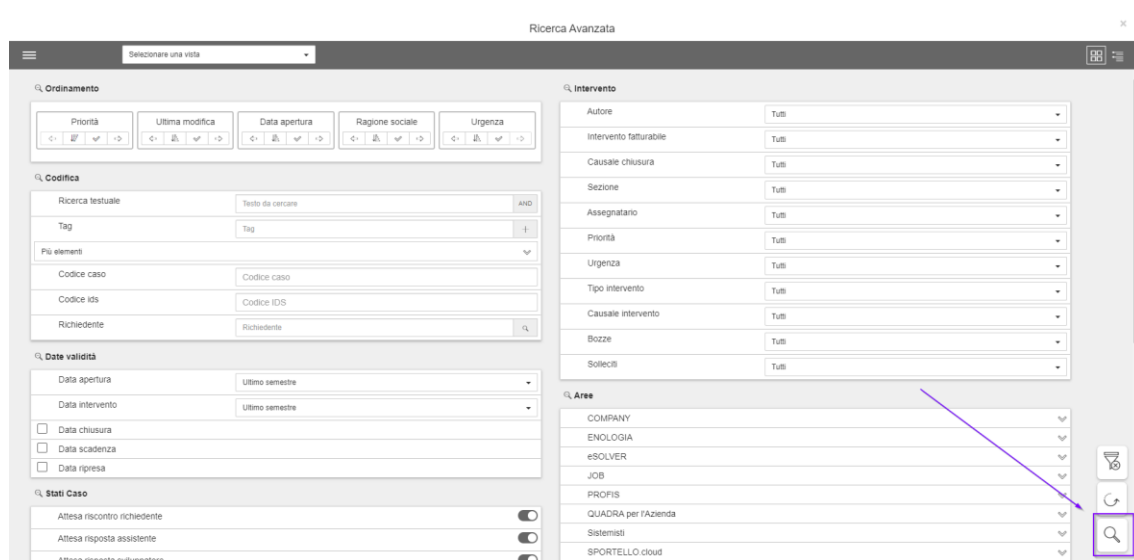 Ricerca Avanzata
Selezionare una vista
Ordinamento
Priorità
Ultima modifica
Data apertura
Ragione sociale
Urgenza
Codifica
Ricerca testuale
Testo da cercare
AND
Tag
Tag
Più elementi
Codice caso
Codice caso
Codice ids
Codice IDS
Richiedente
Richiedente
Date validità
Data apertura
Ultimo semestre
Data intervento
Ultimo semestre
Data chiusura
Data scadenza
Data ripresa
Stati Caso
Attesa riscontro richiedente
Attesa risposta assistente
Attesa risposta sviluppatore
Intervento
Autore
Tutti
Intervento fatturabile
Tutti
Causale chiusura
Tutti
Sezione
Tutti
Assegnatario
Tutti
Priorità
Tutti
Urgenza
Tutti
Tipo intervento
Tutti
Causale intervento
Tutti
Bozze
Tutti
Solleciti
Tutti
Aree
COMPANY
ENOLOGIA
eSOLVER
JOB
PROFIS
QUADRA per l'Azienda
Sistemisti
SPORTELLO.cloud